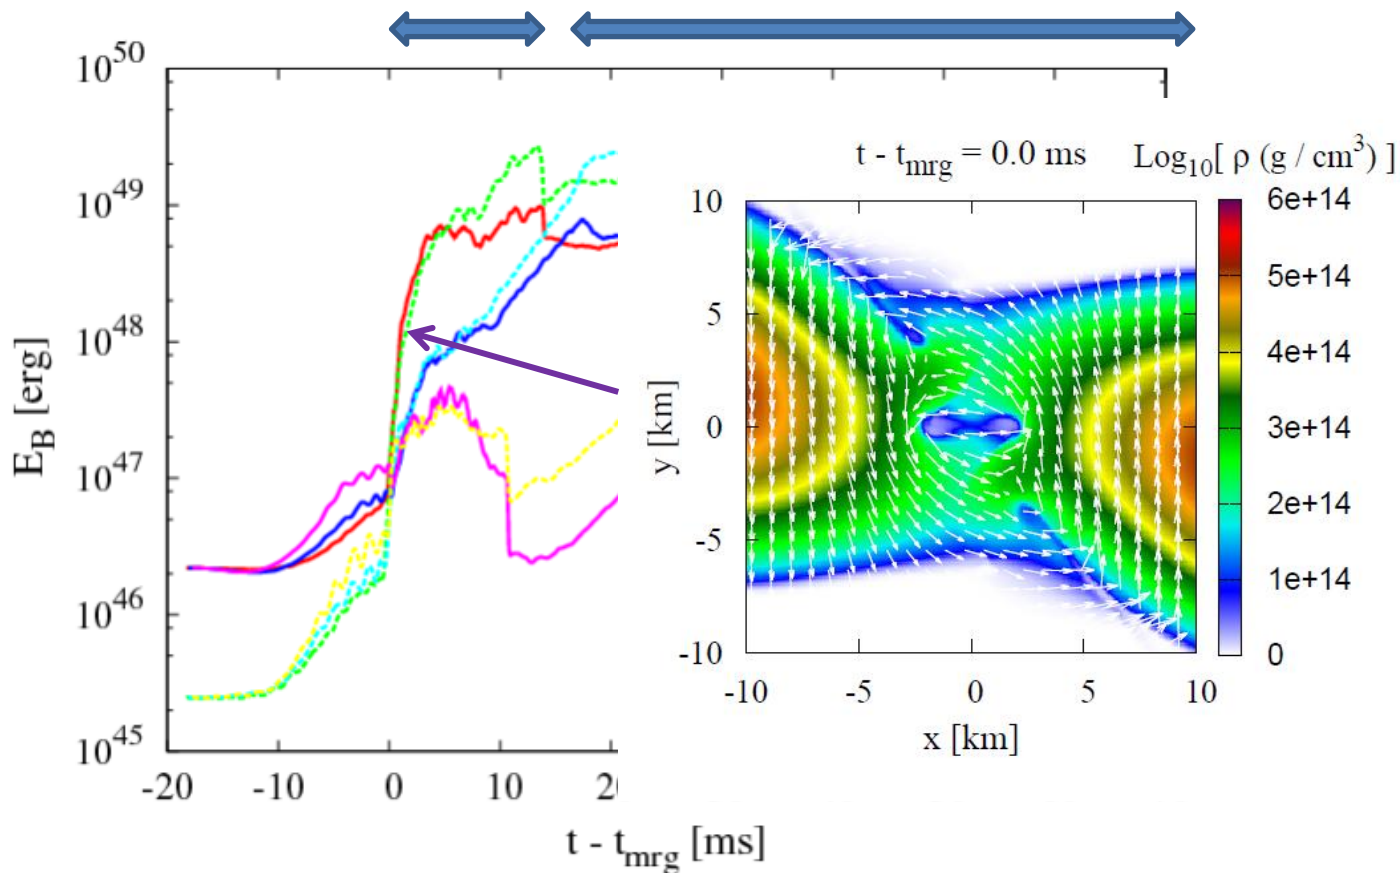 10^50
10^49
10^48
10^47
10^46
10^45
E_B [erg]
-20 -10 0 10
t - t_mrg [ms]
t - t_mrg = 0.0 ms
Log_10[ ρ (g / cm^3) ]
10
5
0
-5
-10
y [km]
-10 -5 0 5 10
x [km]
6e+14
5e+14
4e+14
3e+14
2e+14
1e+14
0